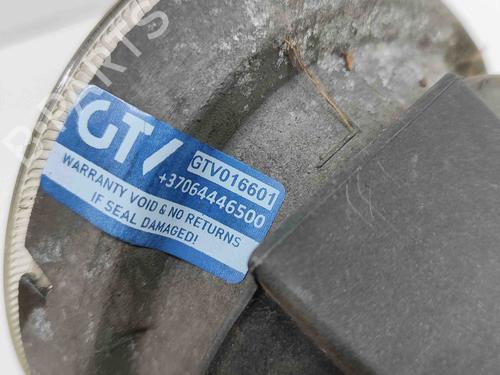 GTV
GTV016601
+37064446500
WARRANTY VOID & NO RETURNS
IF SEAL DAMAGED!